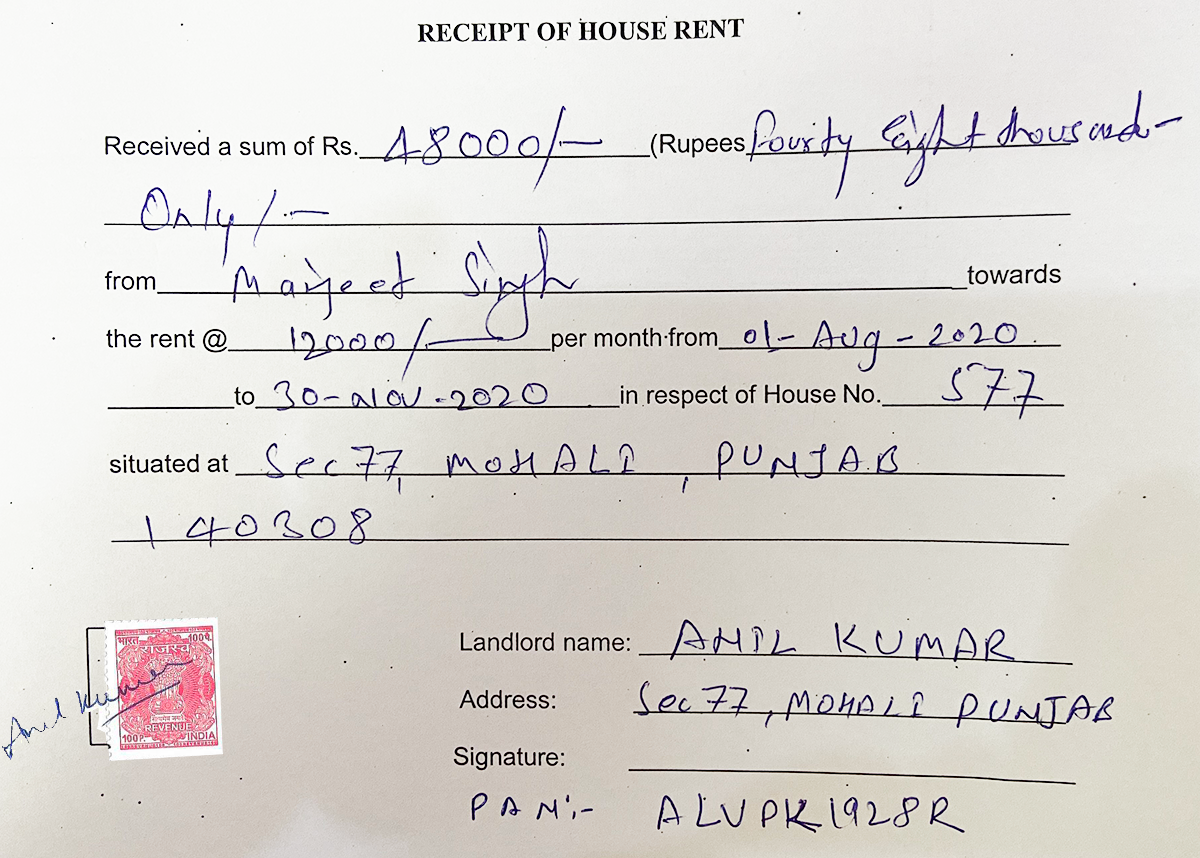 RECEIPT OF HOUSE RENT
Received a sum of Rs. 48000/- (Rupees Fourty Eight thousand-
Only/.-
from Manjeet Singh towards
the rent @ 12000/- per month from 01-Aug-2020.
to 30-Nov-2020 in respect of House No. 577
situated at Sec 77, MOHALI, PUNJAB
140308
भारत 100P.
राजस्व
सत्यमेव जयते
REVENUE
100P. INDIA
Anil Kumar
Landlord name: ANIL KUMAR
Address: Sec 77, MOHALI PUNJAB
Signature:
PAN:- ALVPK1928R